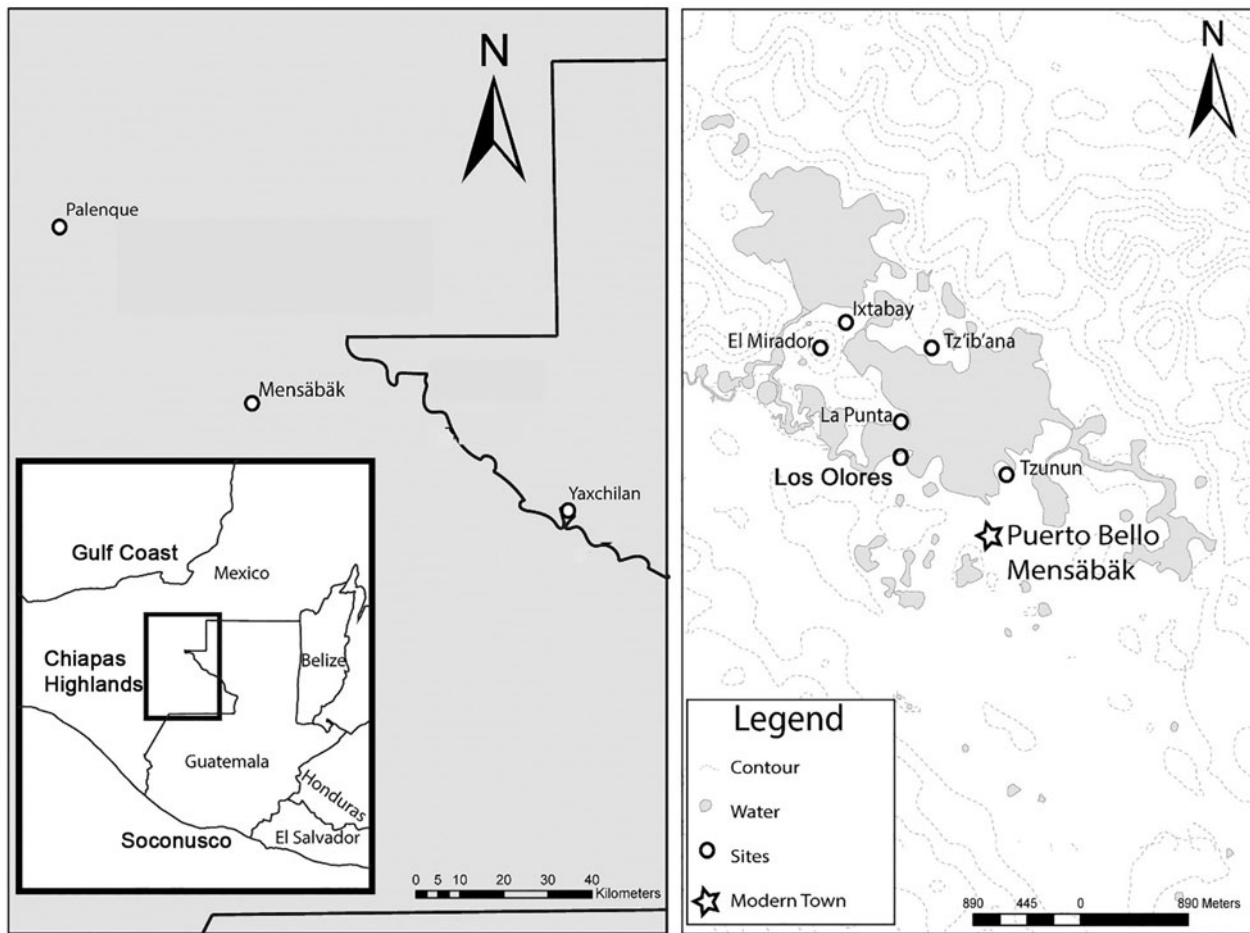 N
Palenque
Mensäbäk
Yaxchilan
Gulf Coast
Mexico
Chiapas
Highlands
Belize
Guatemala
Honduras
El Salvador
Soconusco
0 5 10 20 30 40
Kilometers
N
Ixtabay
El Mirador
Tz'ib'ana
La Punta
Los Olores
Tzunun
Puerto Bello
Mensäbäk
Legend
Contour
Water
Sites
Modern Town
890 445 0 890 Meters